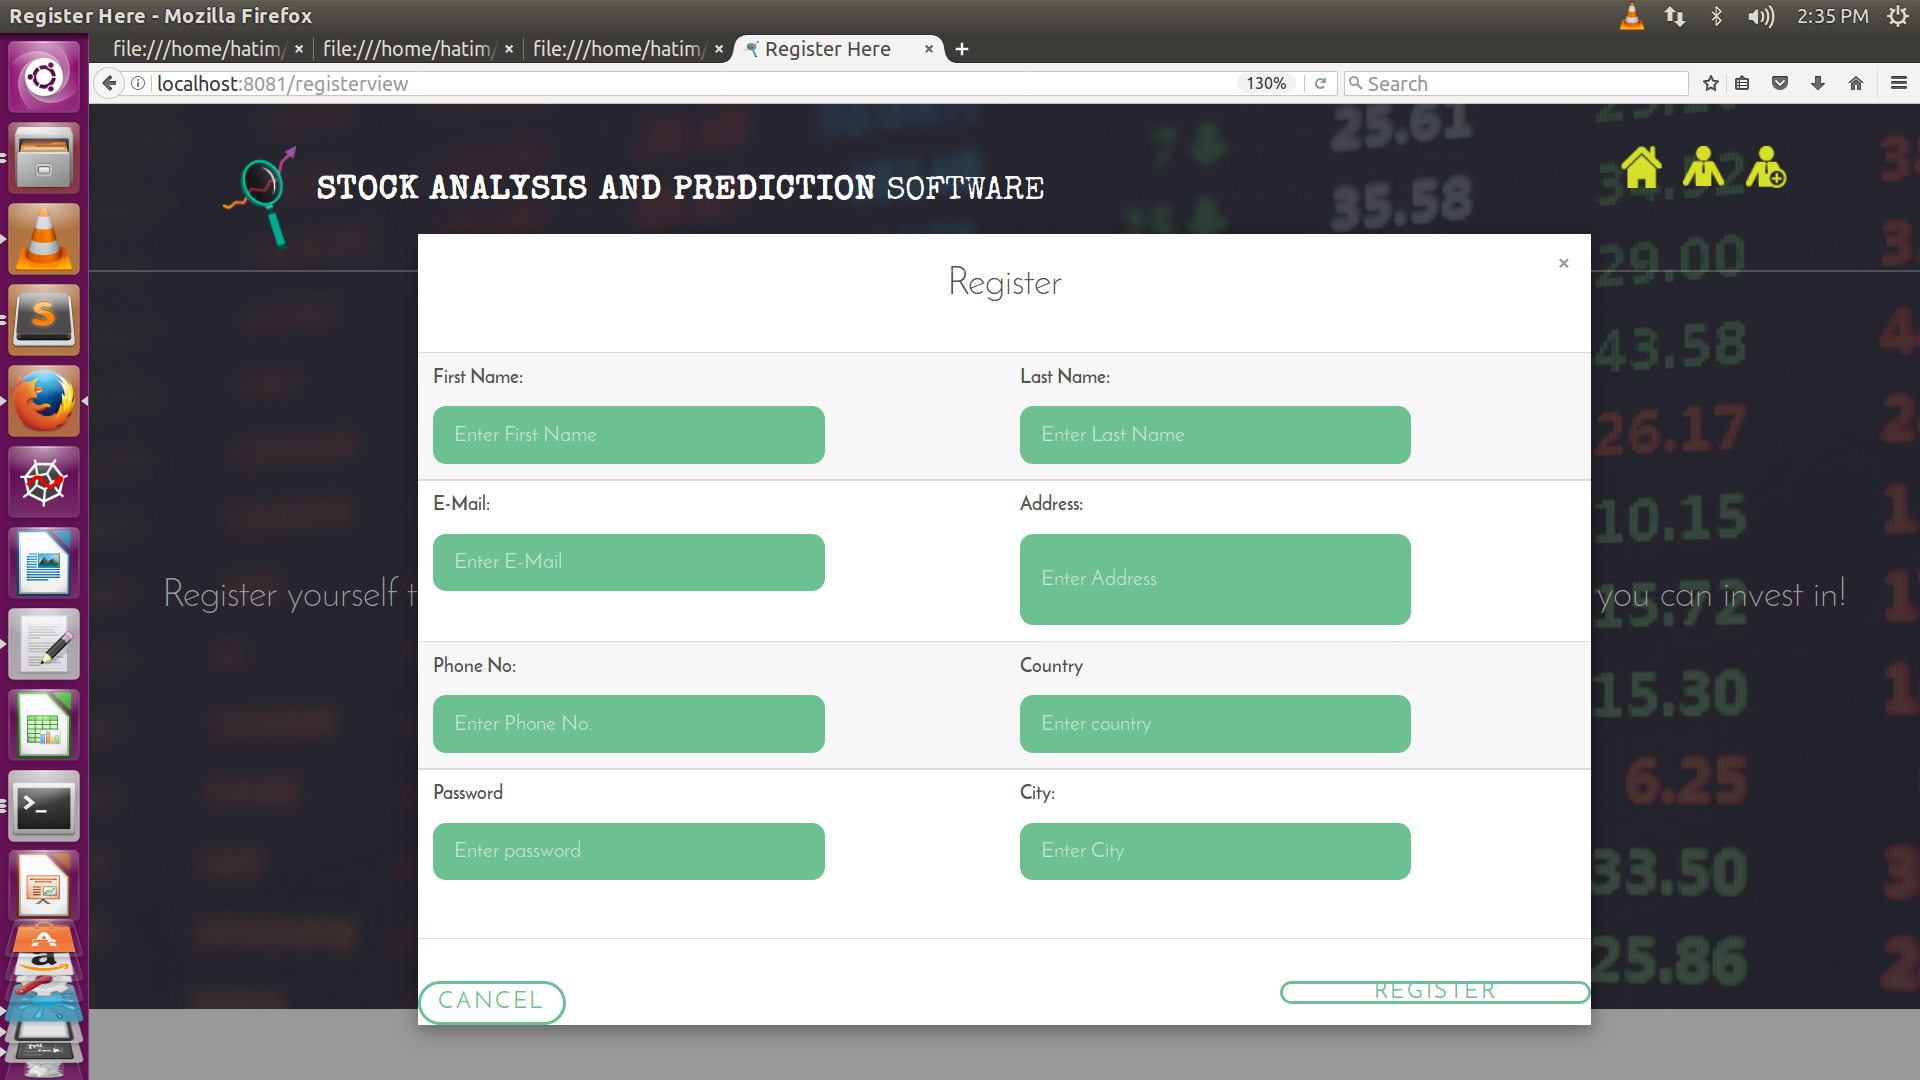 Register Here - Mozilla Firefox
2:35 PM
file:///home/hatim/ × file:///home/hatim/ × file:///home/hatim/ × Register Here × +
localhost:8081/registerview
130%
Search
STOCK ANALYSIS AND PREDICTION SOFTWARE
25.61
7
35.58
29.00
43.58
26.17
10.15
15.72
15.30
6.25
33.50
25.86
Register yourself t
you can invest in!
Register
×
First Name:
Last Name:
Enter First Name
Enter Last Name
E-Mail:
Address:
Enter E-Mail
Enter Address
Phone No:
Country
Enter Phone No.
Enter country
Password
City:
Enter password
Enter City
CANCEL
REGISTER